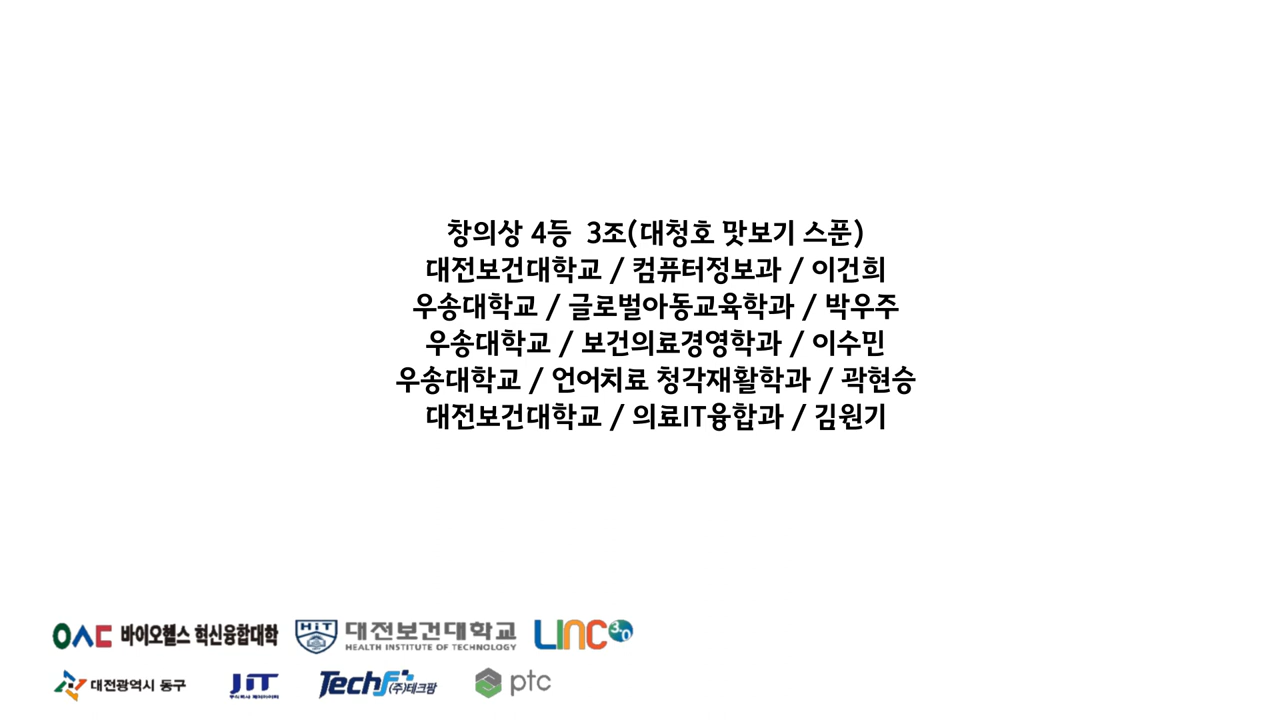 창의상 4등 3조(대청호 맛보기 스푼)
대전보건대학교 / 컴퓨터정보과 / 이건희
우송대학교 / 글로벌아동교육학과 / 박우주
우송대학교 / 보건의료경영학과 / 이수민
우송대학교 / 언어치료 청각재활학과 / 곽현승
대전보건대학교 / 의료IT융합과 / 김원기
바이오헬스 혁신융합대학 HiT 대전보건대학교 LINC 3.0
HEALTH INSTITUTE OF TECHNOLOGY
대전광역시 동구 JiT TechF (주)테크팜 ptc